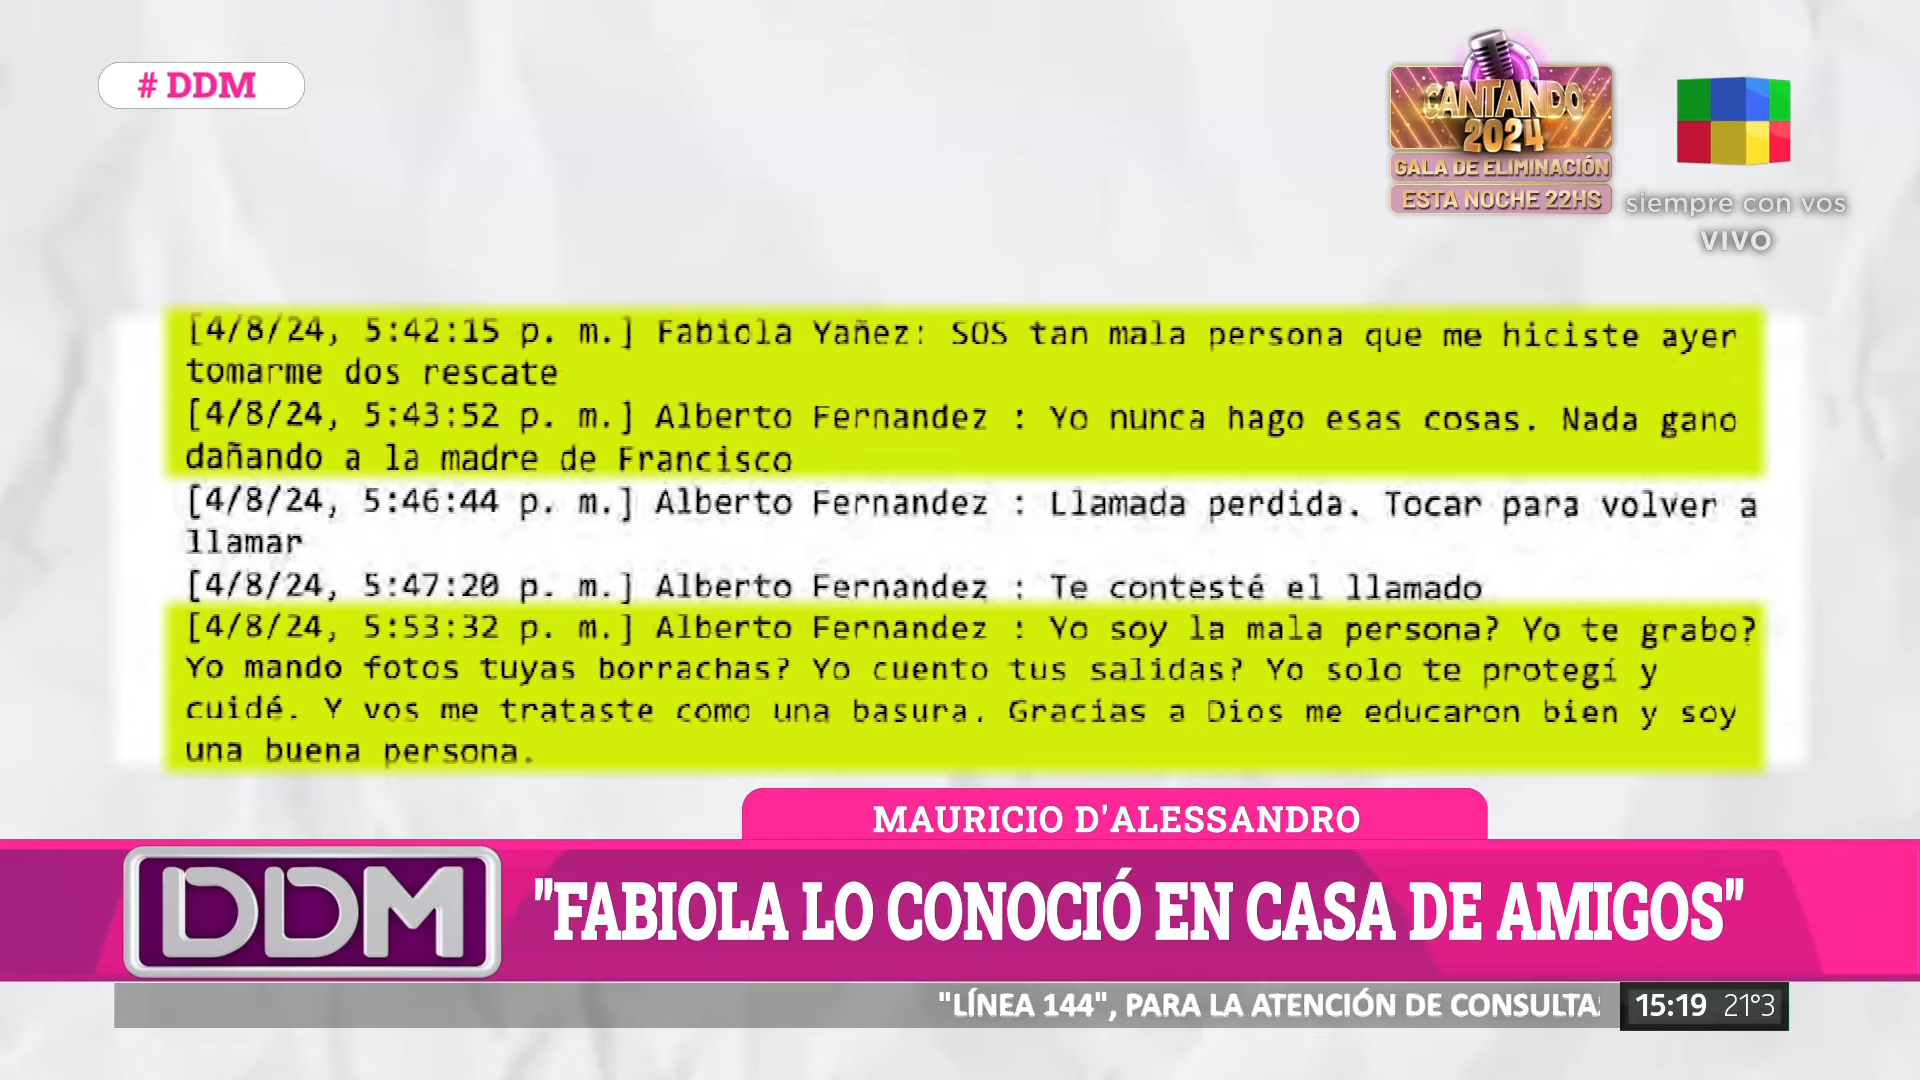 # DDM
CANTANDO
2024
GALA DE ELIMINACIÓN
ESTA NOCHE 22HS
siempre con vos
VIVO
[4/8/24, 5:42:15 p. m.] Fabiola Yañez: SOS tan mala persona que me hiciste ayer
tomarme dos rescate
[4/8/24, 5:43:52 p. m.] Alberto Fernandez : Yo nunca hago esas cosas. Nada gano
dañando a la madre de Francisco
[4/8/24, 5:46:44 p. m.] Alberto Fernandez : Llamada perdida. Tocar para volver a
llamar
[4/8/24, 5:47:20 p. m.] Alberto Fernandez : Te contesté el llamado
[4/8/24, 5:53:32 p. m.] Alberto Fernandez : Yo soy la mala persona? Yo te grabo?
Yo mando fotos tuyas borrachas? Yo cuento tus salidas? Yo solo te protegí y
cuidé. Y vos me trataste como una basura. Gracias a Dios me educaron bien y soy
una buena persona.
MAURICIO D'ALESSANDRO
DDM
"FABIOLA LO CONOCIÓ EN CASA DE AMIGOS"
"LÍNEA 144", PARA LA ATENCIÓN DE CONSULTA
15:19 21°3